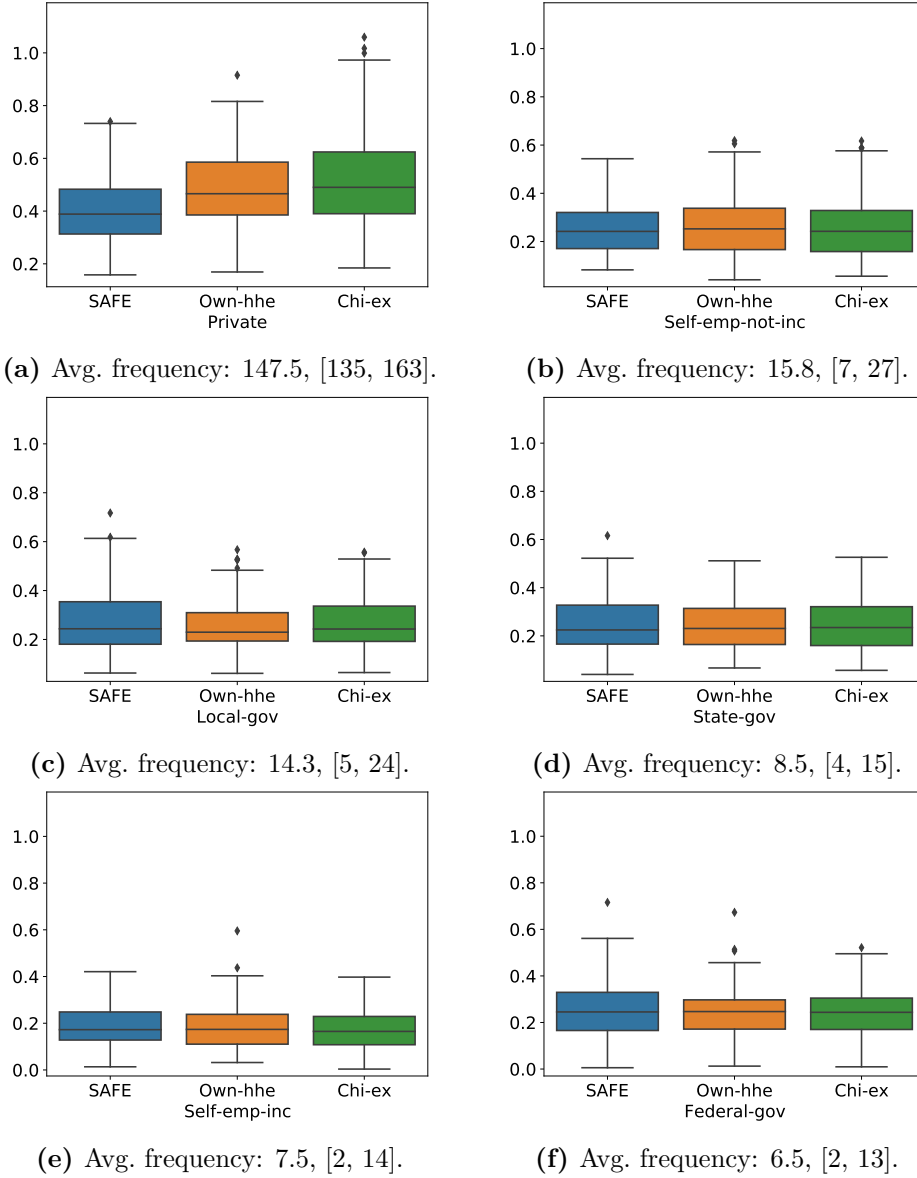 1.0
0.8
0.6
0.4
0.2
SAFE Own-hhe Chi-ex
Private
(a) Avg. frequency: 147.5, [135, 163].
1.0
0.8
0.6
0.4
0.2
SAFE Own-hhe Chi-ex
Self-emp-not-inc
(b) Avg. frequency: 15.8, [7, 27].
1.0
0.8
0.6
0.4
0.2
SAFE Own-hhe Chi-ex
Local-gov
(c) Avg. frequency: 14.3, [5, 24].
1.0
0.8
0.6
0.4
0.2
SAFE Own-hhe Chi-ex
State-gov
(d) Avg. frequency: 8.5, [4, 15].
1.0
0.8
0.6
0.4
0.2
0.0
SAFE Own-hhe Chi-ex
Self-emp-inc
(e) Avg. frequency: 7.5, [2, 14].
1.0
0.8
0.6
0.4
0.2
0.0
SAFE Own-hhe Chi-ex
Federal-gov
(f) Avg. frequency: 6.5, [2, 13].